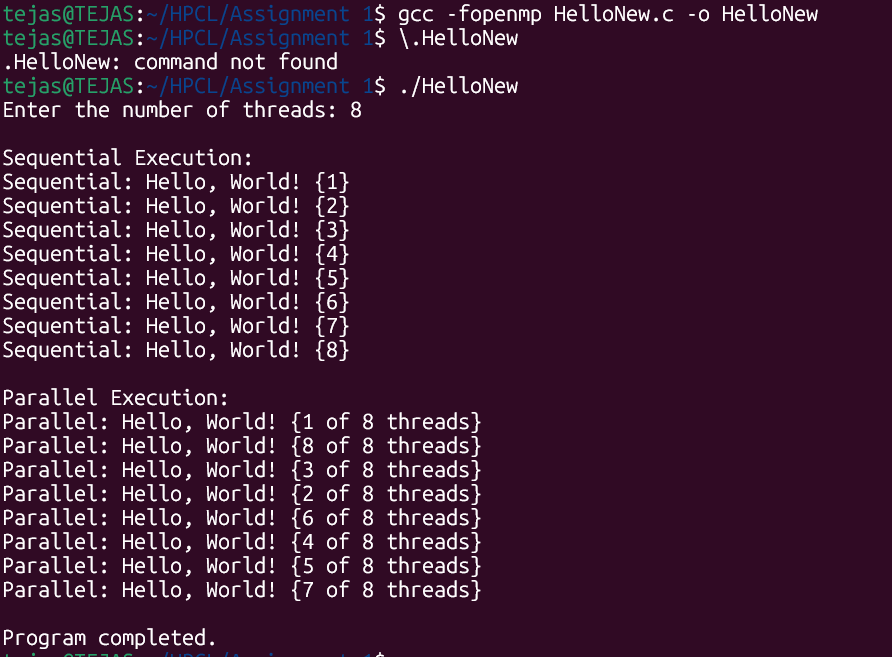 tejas@TEJAS:~/HPCL/Assignment 1$ gcc -fopenmp HelloNew.c -o HelloNew
tejas@TEJAS:~/HPCL/Assignment 1$ \.HelloNew
.HelloNew: command not found
tejas@TEJAS:~/HPCL/Assignment 1$ ./HelloNew
Enter the number of threads: 8
Sequential Execution:
Sequential: Hello, World! {1}
Sequential: Hello, World! {2}
Sequential: Hello, World! {3}
Sequential: Hello, World! {4}
Sequential: Hello, World! {5}
Sequential: Hello, World! {6}
Sequential: Hello, World! {7}
Sequential: Hello, World! {8}
Parallel Execution:
Parallel: Hello, World! {1 of 8 threads}
Parallel: Hello, World! {8 of 8 threads}
Parallel: Hello, World! {3 of 8 threads}
Parallel: Hello, World! {2 of 8 threads}
Parallel: Hello, World! {6 of 8 threads}
Parallel: Hello, World! {4 of 8 threads}
Parallel: Hello, World! {5 of 8 threads}
Parallel: Hello, World! {7 of 8 threads}
Program completed.
tejas@TEJAS:~/HPCL/Assignment 1$